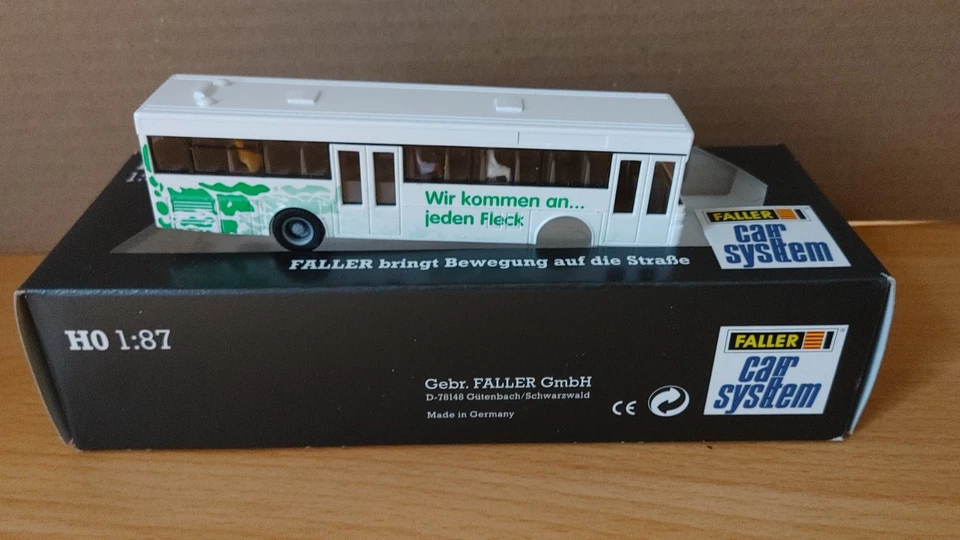 Wir kommen an...
jeden Fleck
FALLER
car
system
FALLER bringt Bewegung auf die Straße
H0 1:87
FALLER
car
system
Gebr. FALLER GmbH
D-78148 Gütenbach/Schwarzwald
Made in Germany
CE